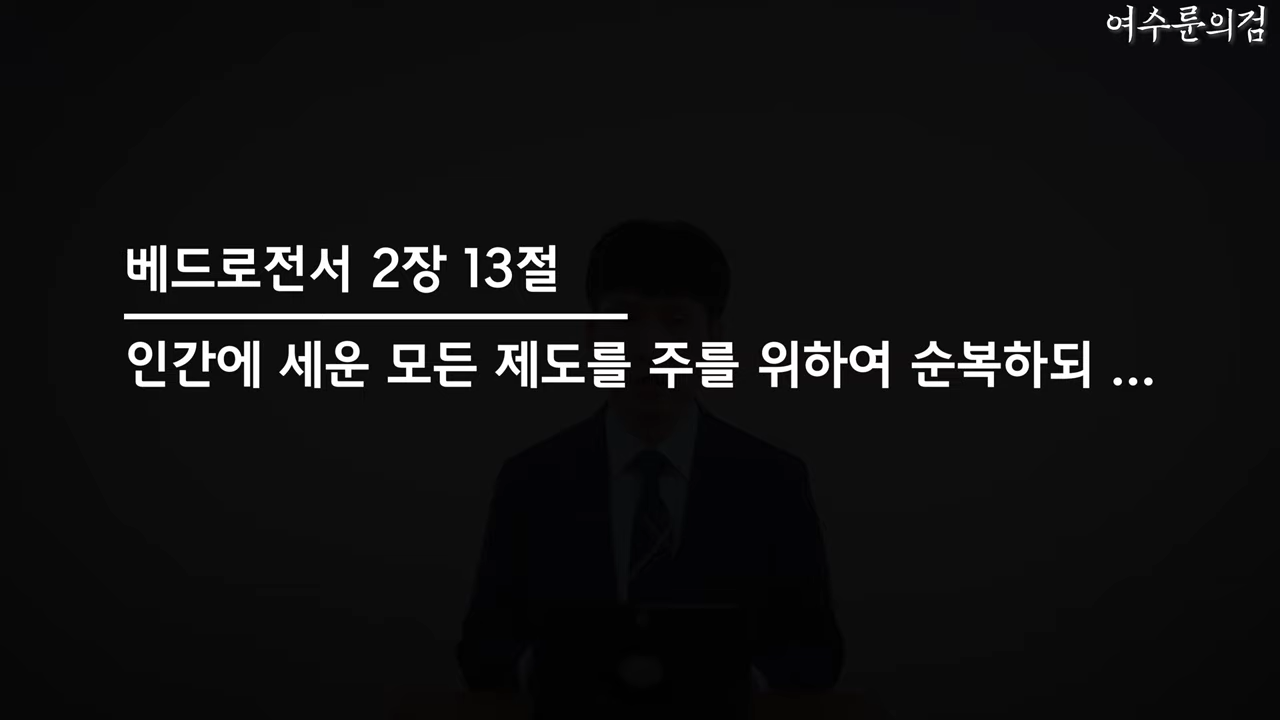 여수룬의검
베드로전서 2장 13절
인간에 세운 모든 제도를 주를 위하여 순복하되 ...